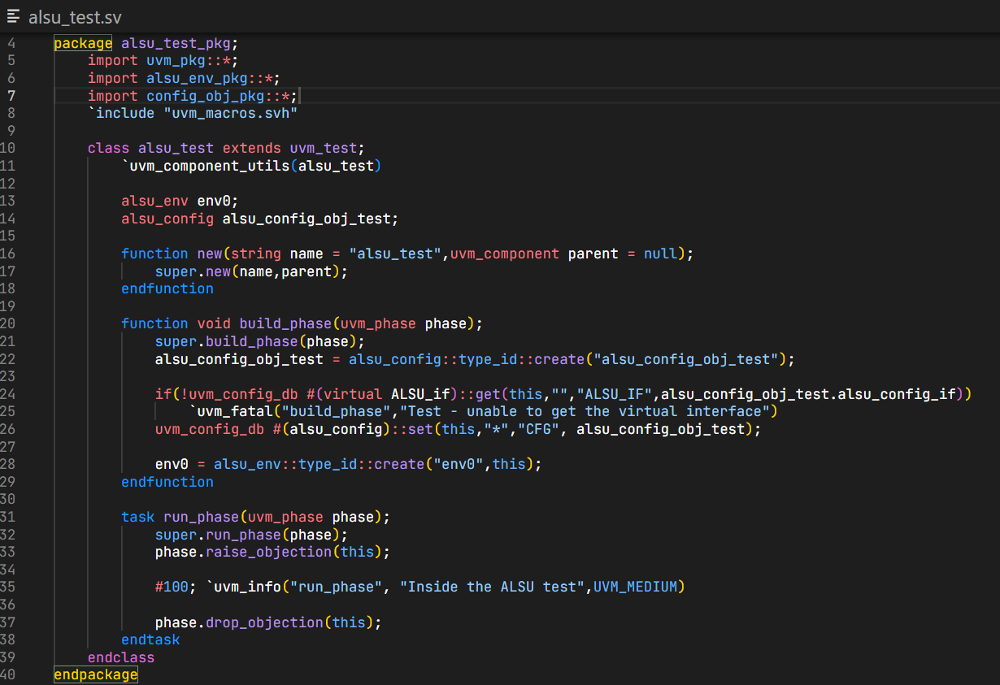 alsu_test.sv
4 package alsu_test_pkg;
5 import uvm_pkg::*;
6 import alsu_env_pkg::*;
7 import config_obj_pkg::*;
8 `include "uvm_macros.svh"
9
10 class alsu_test extends uvm_test;
11 `uvm_component_utils(alsu_test)
12
13 alsu_env env0;
14 alsu_config alsu_config_obj_test;
15
16 function new(string name = "alsu_test",uvm_component parent = null);
17 super.new(name,parent);
18 endfunction
19
20 function void build_phase(uvm_phase phase);
21 super.build_phase(phase);
22 alsu_config_obj_test = alsu_config::type_id::create("alsu_config_obj_test");
23
24 if(!uvm_config_db #(virtual ALSU_if)::get(this,"","ALSU_IF",alsu_config_obj_test.alsu_config_if))
25 `uvm_fatal("build_phase","Test - unable to get the virtual interface")
26 uvm_config_db #(alsu_config)::set(this,"*","CFG", alsu_config_obj_test);
27
28 env0 = alsu_env::type_id::create("env0",this);
29 endfunction
30
31 task run_phase(uvm_phase phase);
32 super.run_phase(phase);
33 phase.raise_objection(this);
34
35 #100; `uvm_info("run_phase", "Inside the ALSU test",UVM_MEDIUM)
36
37 phase.drop_objection(this);
38 endtask
39 endclass
40 endpackage